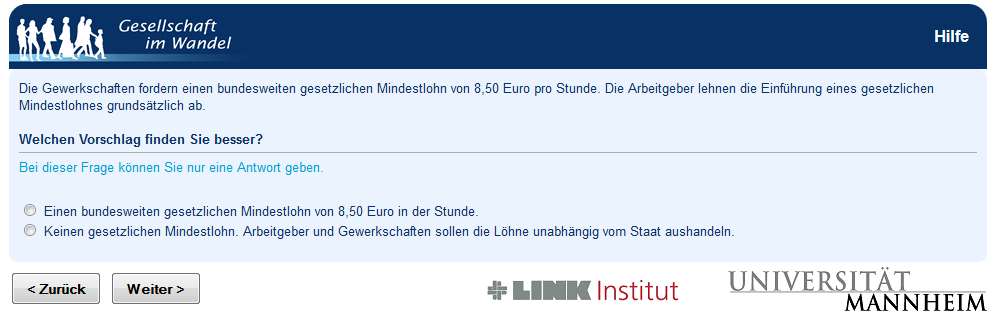 Gesellschaft
im Wandel
Hilfe
Die Gewerkschaften fordern einen bundesweiten gesetzlichen Mindestlohn von 8,50 Euro pro Stunde. Die Arbeitgeber lehnen die Einführung eines gesetzlichen
Mindestlohnes grundsätzlich ab.
Welchen Vorschlag finden Sie besser?
Bei dieser Frage können Sie nur eine Antwort geben.
Einen bundesweiten gesetzlichen Mindestlohn von 8,50 Euro in der Stunde.
Keinen gesetzlichen Mindestlohn. Arbeitgeber und Gewerkschaften sollen die Löhne unabhängig vom Staat aushandeln.
< Zurück Weiter >
LINK Institut
UNIVERSITÄT
MANNHEIM